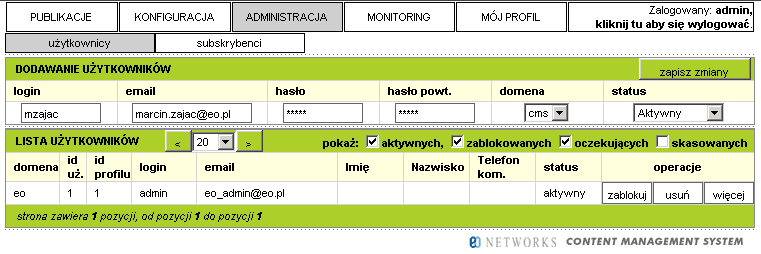 PUBLIKACJE KONFIGURACJA ADMINISTRACJA MONITORING MÓJ PROFIL Zalogowany: admin,
kliknij tu aby się wylogować.
użytkownicy subskrybenci
DODAWANIE UŻYTKOWNIKÓW zapisz zmiany
login email hasło hasło powt. domena status
mzajac marcin.zajac@eo.pl ***** ***** cms Aktywny
LISTA UŻYTKOWNIKÓW < 20 > pokaż: aktywnych, zablokowanych oczekujących skasowanych
domena id uż. id profilu login email Imię Nazwisko Telefon kom. status operacje
eo 1 1 admin eo_admin@eo.pl aktywny zablokuj usuń więcej
strona zawiera 1 pozycji, od pozycji 1 do pozycji 1
eo NETWORKS CONTENT MANAGEMENT SYSTEM